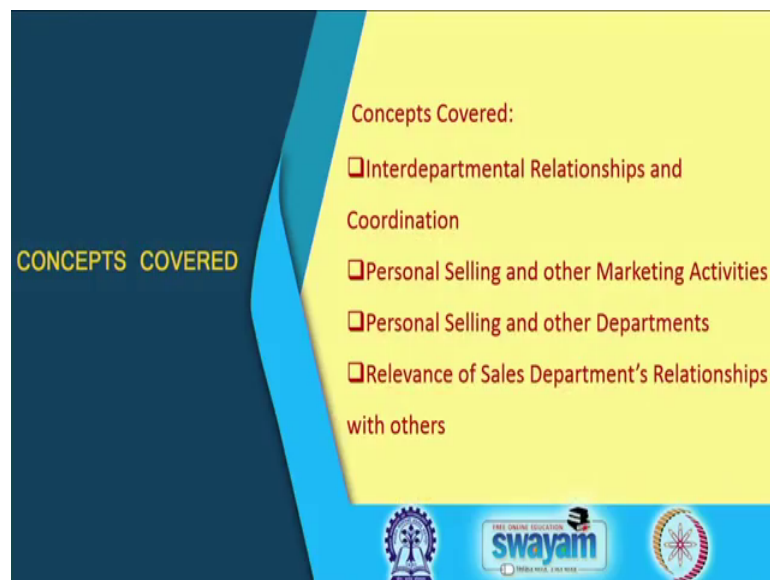 CONCEPTS COVERED
Concepts Covered:
❑Interdepartmental Relationships and
Coordination
❑Personal Selling and other Marketing Activities
❑Personal Selling and other Departments
❑Relevance of Sales Department's Relationships
with others
FREE ONLINE EDUCATION
swayam